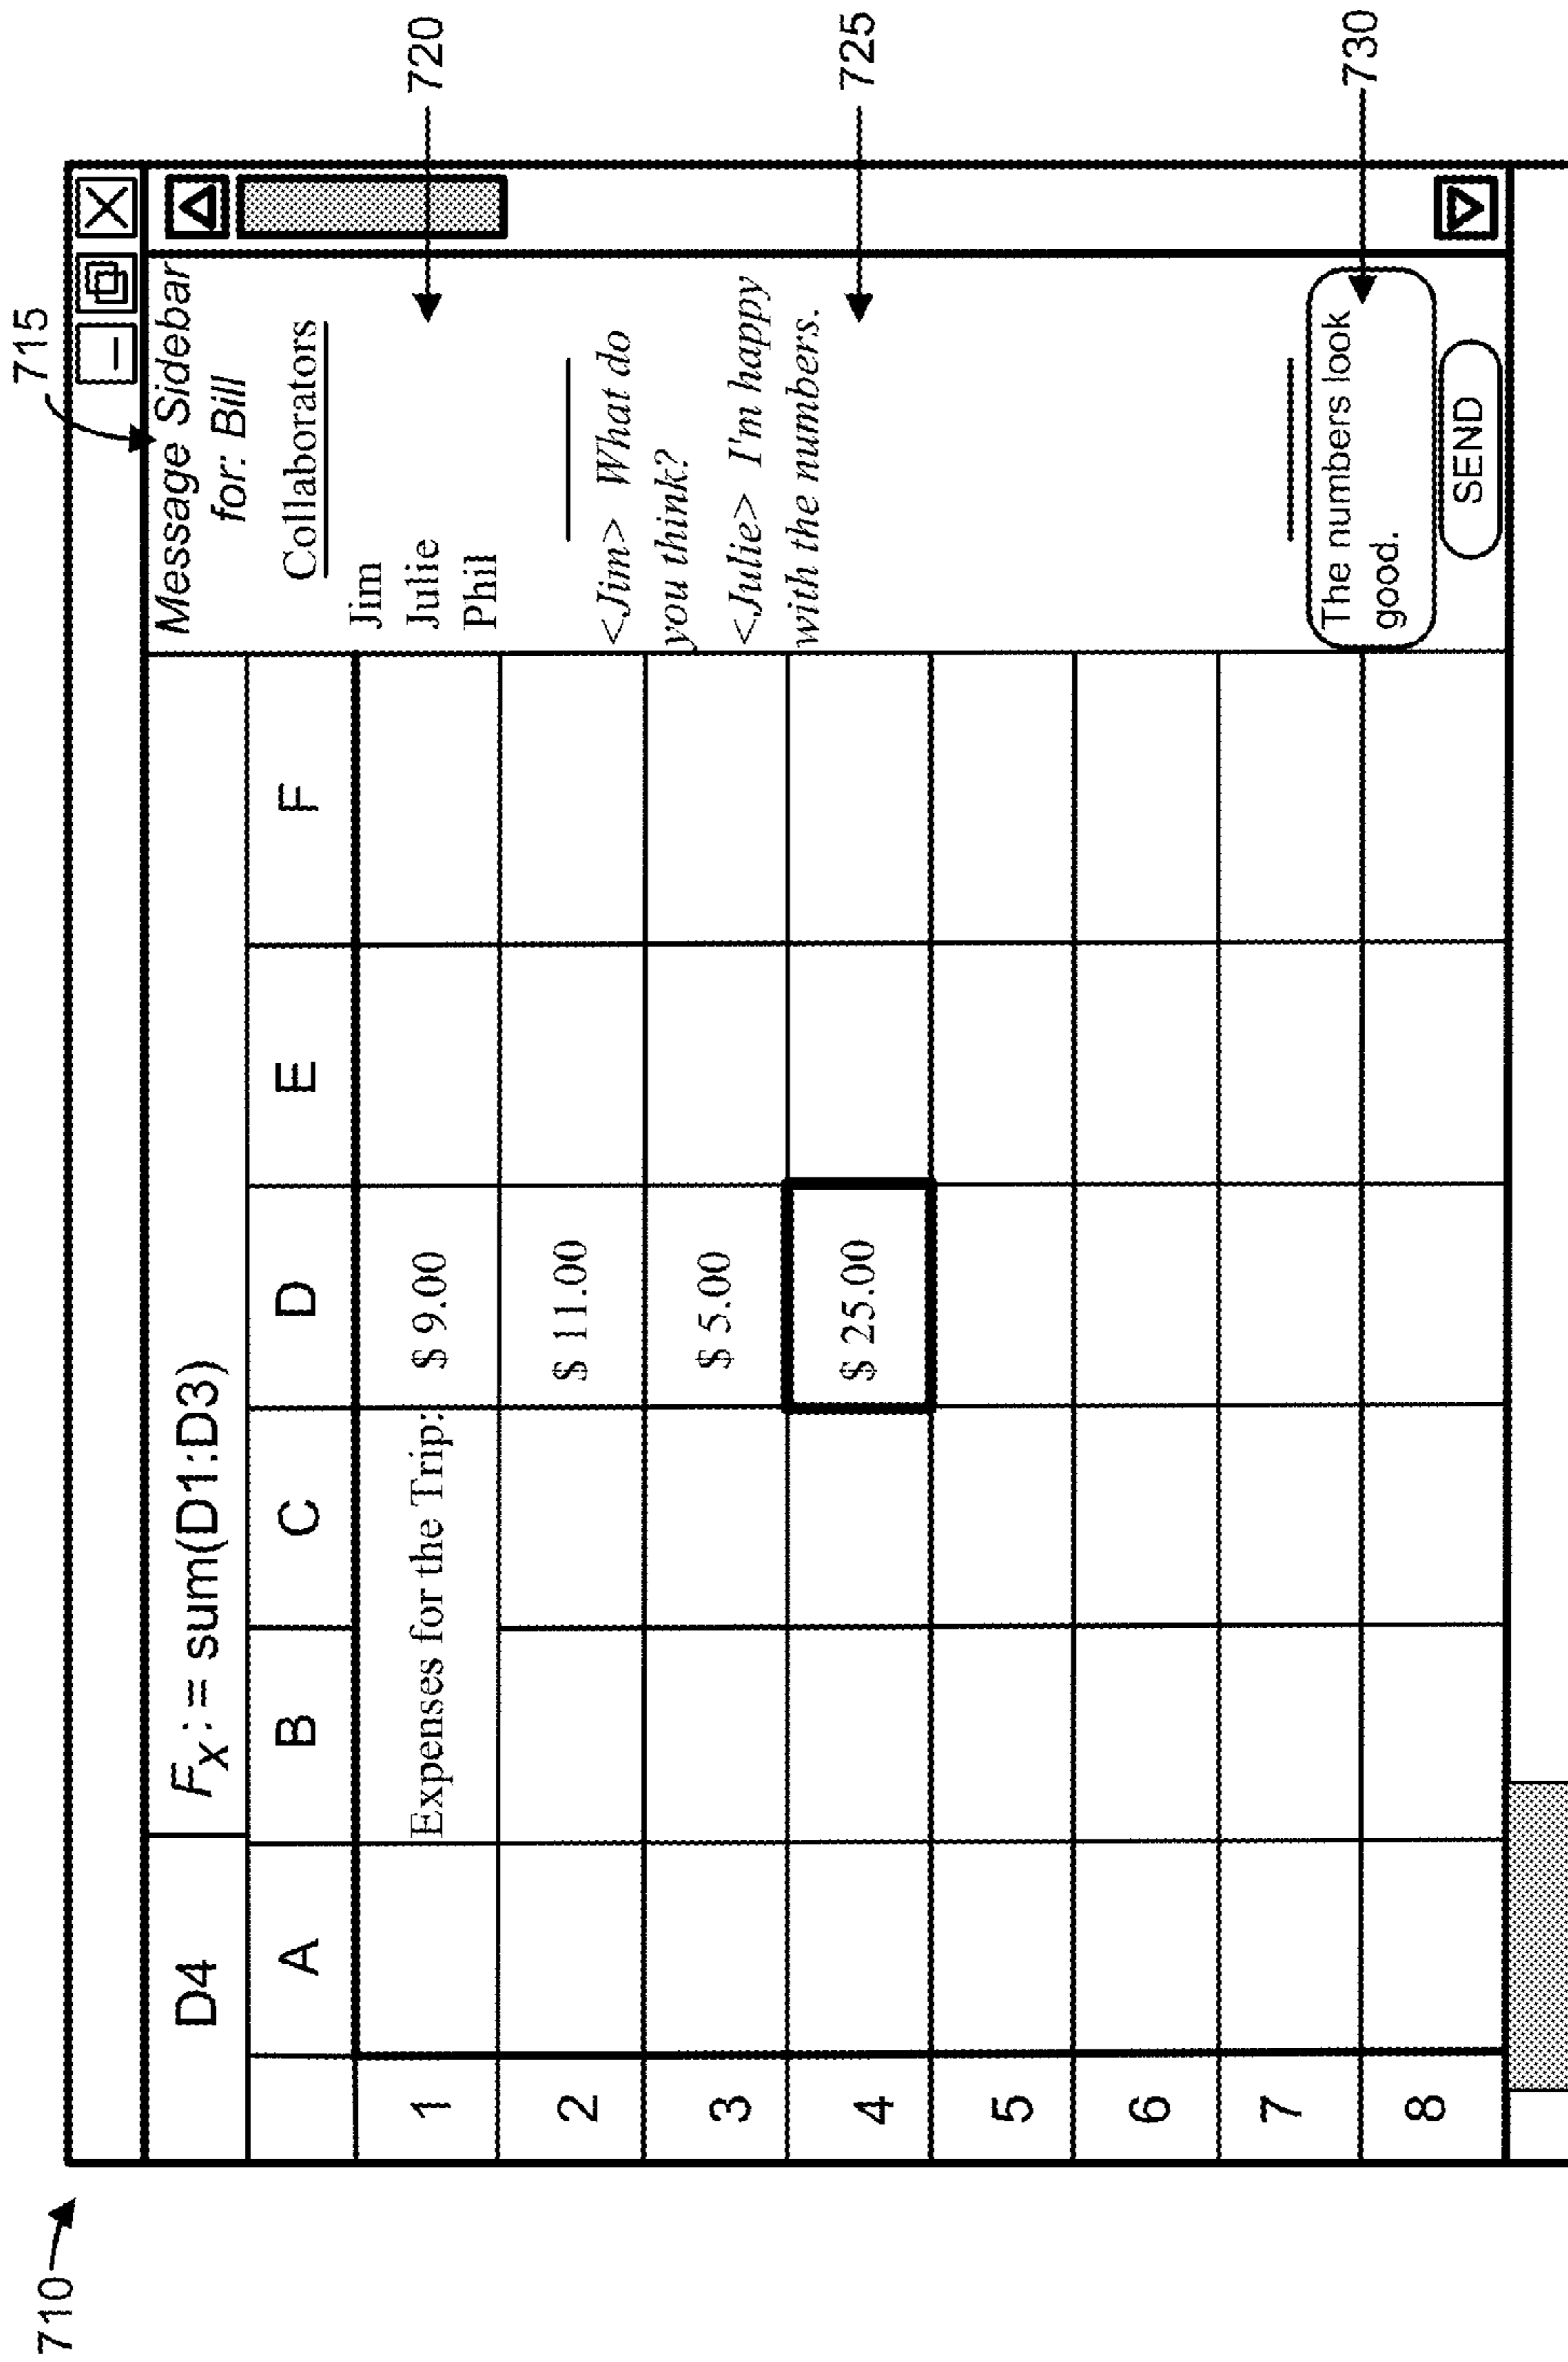 710
715
D4 Fx : = sum(D1:D3)
Message Sidebar
for: Bill
A B C D E F
Collaborators
1 Expenses for the Trip: $ 9.00
Jim
Julie
Phil
720
2 $ 11.00
3 $ 5.00
4 $ 25.00
5
6
7
8
<Jim> What do
you think?
<Julie> I'm happy
with the numbers.
725
The numbers look
good.
730
SEND